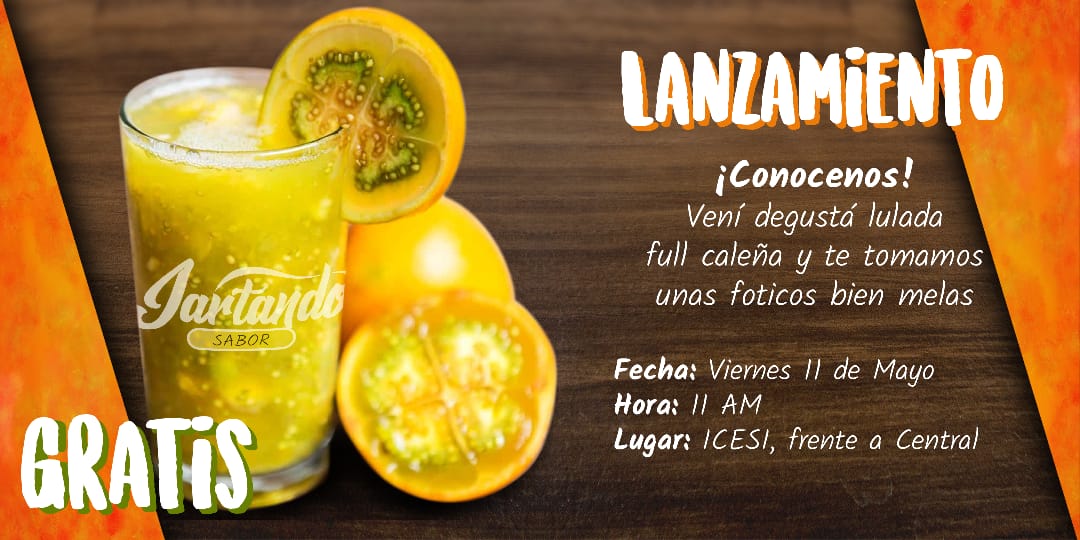 LANZAMIENTO
¡Conocenos!
Vení degustá lulada
full caleña y te tomamos
unas foticos bien melas
Fecha: Viernes 11 de Mayo
Hora: 11 AM
Lugar: ICESI, frente a Central
Jartando
SABOR
GRATIS